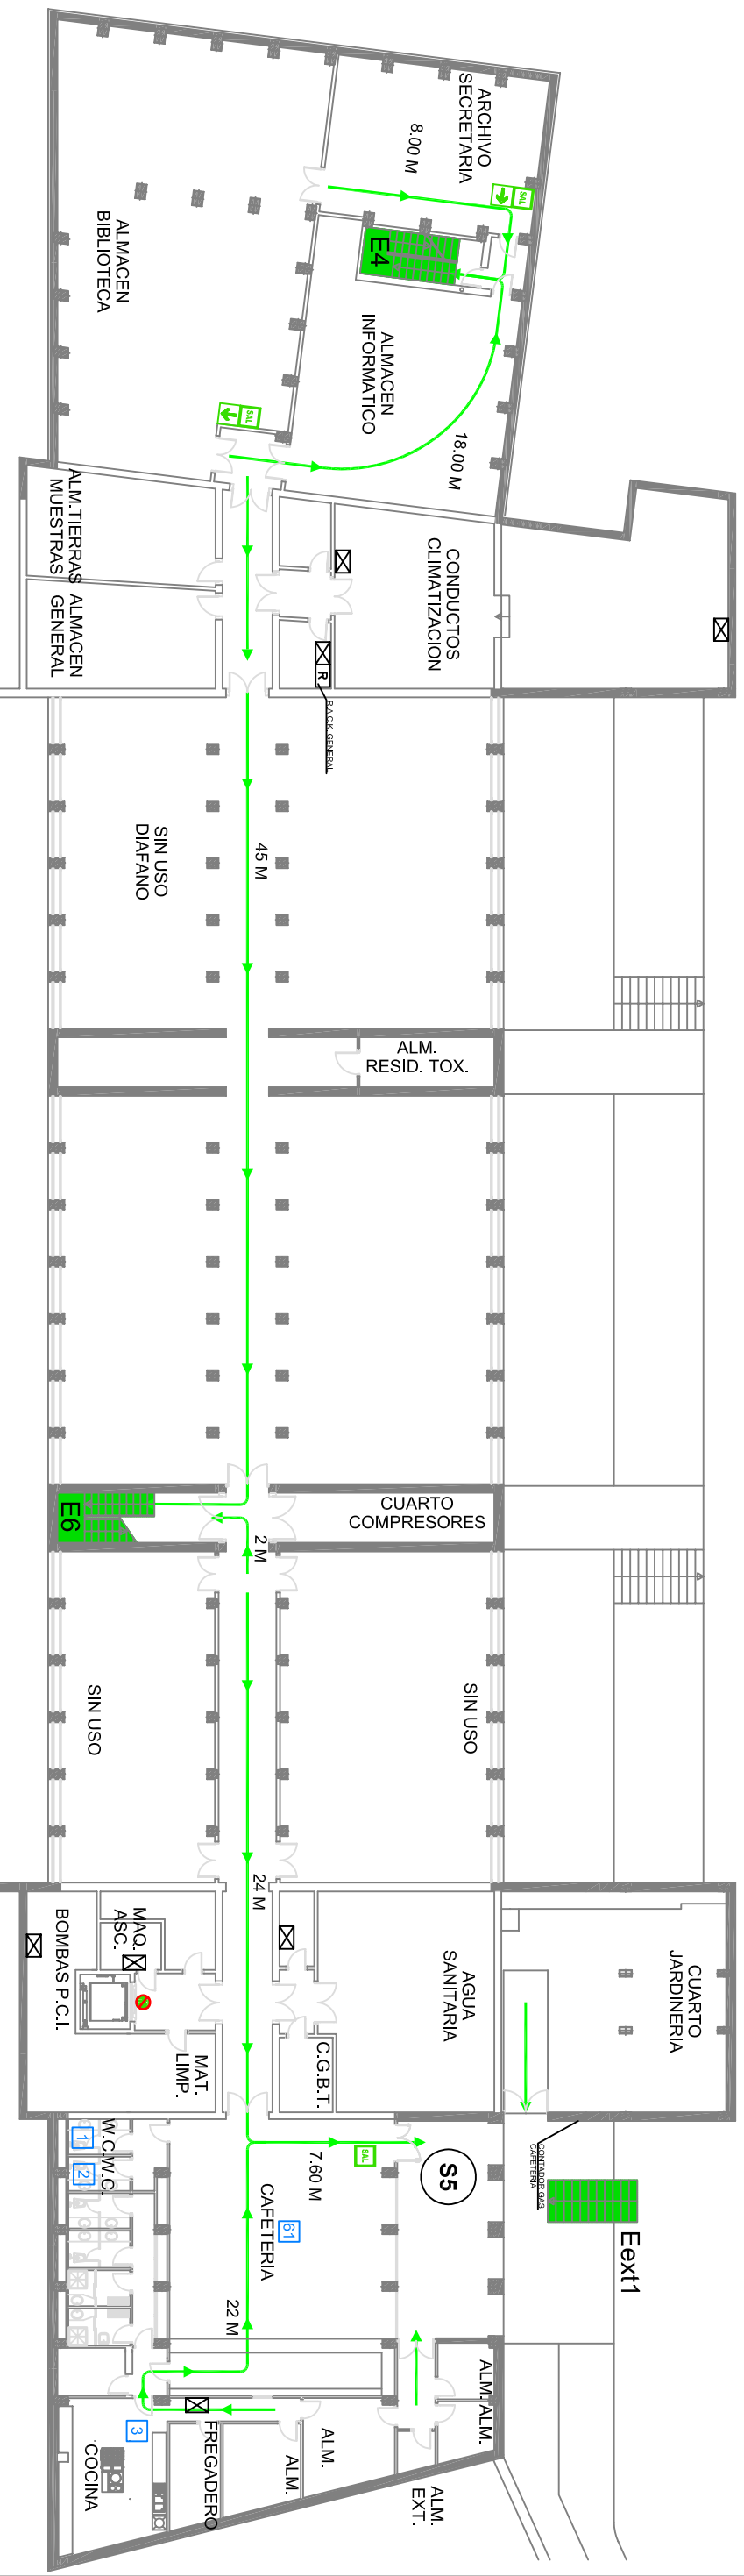 ARCHIVO
SECRETARIA
8.00 M
SAL
E4
ALMACEN
BIBLIOTECA
ALMACEN
INFORMATICO
SAL
18.00 M
ALM.TIERRAS
MUESTRAS
ALMACEN
GENERAL
CONDUCTOS
CLIMATIZACION
R
RACK GENERAL
SIN USO
DIAFANO
45 M
ALM.
RESID. TOX.
E6
CUARTO
COMPRESORES
2 M
SIN USO
SIN USO
24 M
MAQ.
ASC.
BOMBAS P.C.I.
MAT.
LIMP.
AGUA
SANITARIA
C.G.B.T.
CUARTO
JARDINERIA
CONTADOR GAS
CAFETERIA
Eext1
W.C.
W.C.
1
2
SAL
S5
7.60 M
CAFETERIA
61
22 M
3
FREGADERO
COCINA
ALM.
ALM.
ALM.
ALM.
ALM.
EXT.